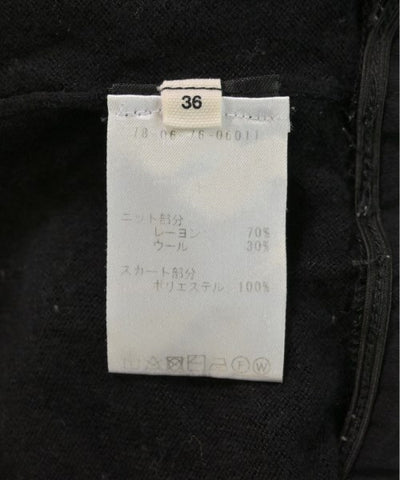 36
18-06 76-06011
ニット部分
レーヨン 70%
ウール 30%
スカート部分
ポリエステル 100%
F W